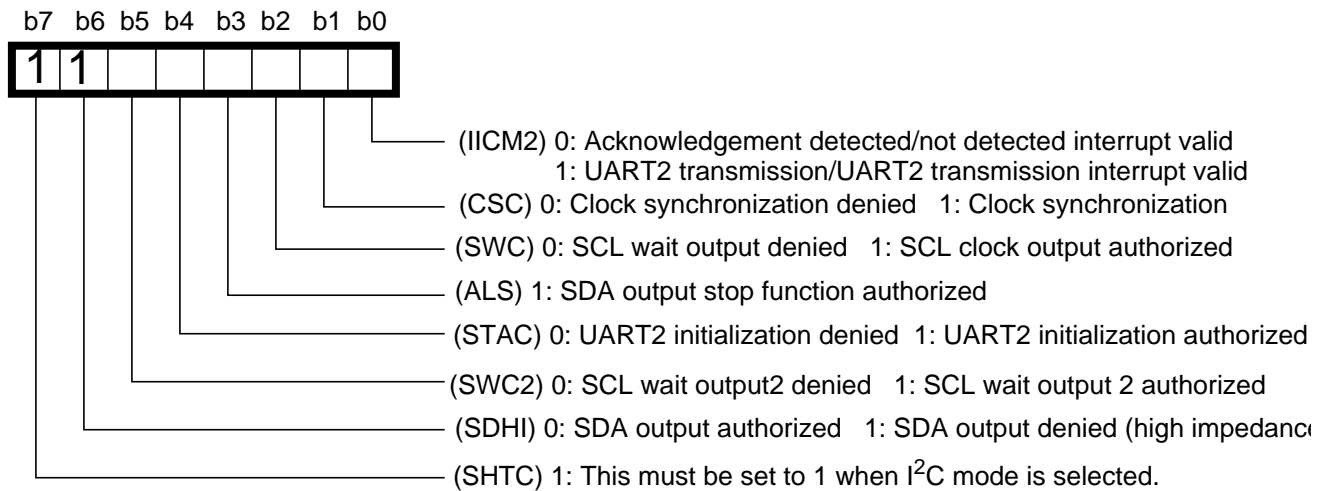 b7 b6 b5 b4 b3 b2 b1 b0
1 1
(IICM2) 0: Acknowledgement detected/not detected interrupt valid
1: UART2 transmission/UART2 transmission interrupt valid
(CSC) 0: Clock synchronization denied 1: Clock synchronization
(SWC) 0: SCL wait output denied 1: SCL clock output authorized
(ALS) 1: SDA output stop function authorized
(STAC) 0: UART2 initialization denied 1: UART2 initialization authorized
(SWC2) 0: SCL wait output2 denied 1: SCL wait output 2 authorized
(SDHI) 0: SDA output authorized 1: SDA output denied (high impedance
(SHTC) 1: This must be set to 1 when I²C mode is selected.